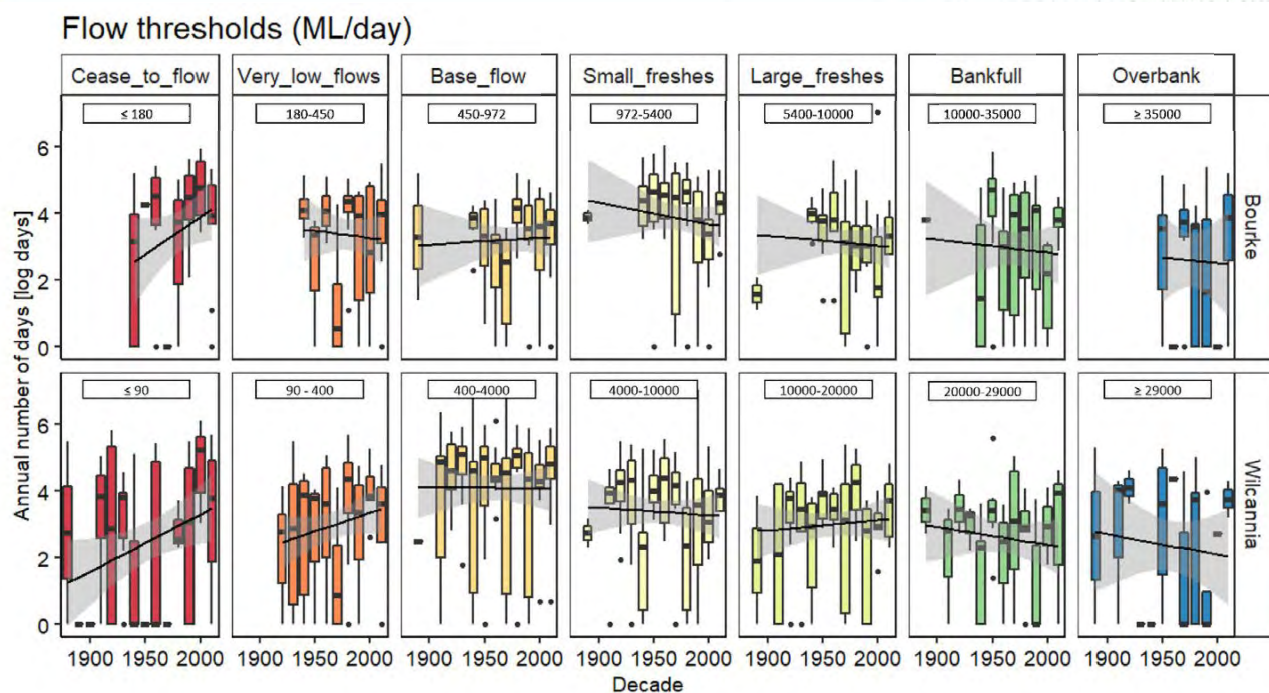 Flow thresholds (ML/day)
Cease_to_flow Very_low_flows Base_flow Small_freshes Large_freshes Bankfull Overbank
≤ 180 180-450 450-972 972-5400 5400-10000 10000-35000 ≥ 35000
6
4
2
0
Bourke
≤ 90 90 - 400 400-4000 4000-10000 10000-20000 20000-29000 ≥ 29000
6
4
2
0
Wilcannia
Annual number of days [log days]
1900 1950 2000 1900 1950 2000 1900 1950 2000 1900 1950 2000 1900 1950 2000 1900 1950 2000 1900 1950 2000
Decade